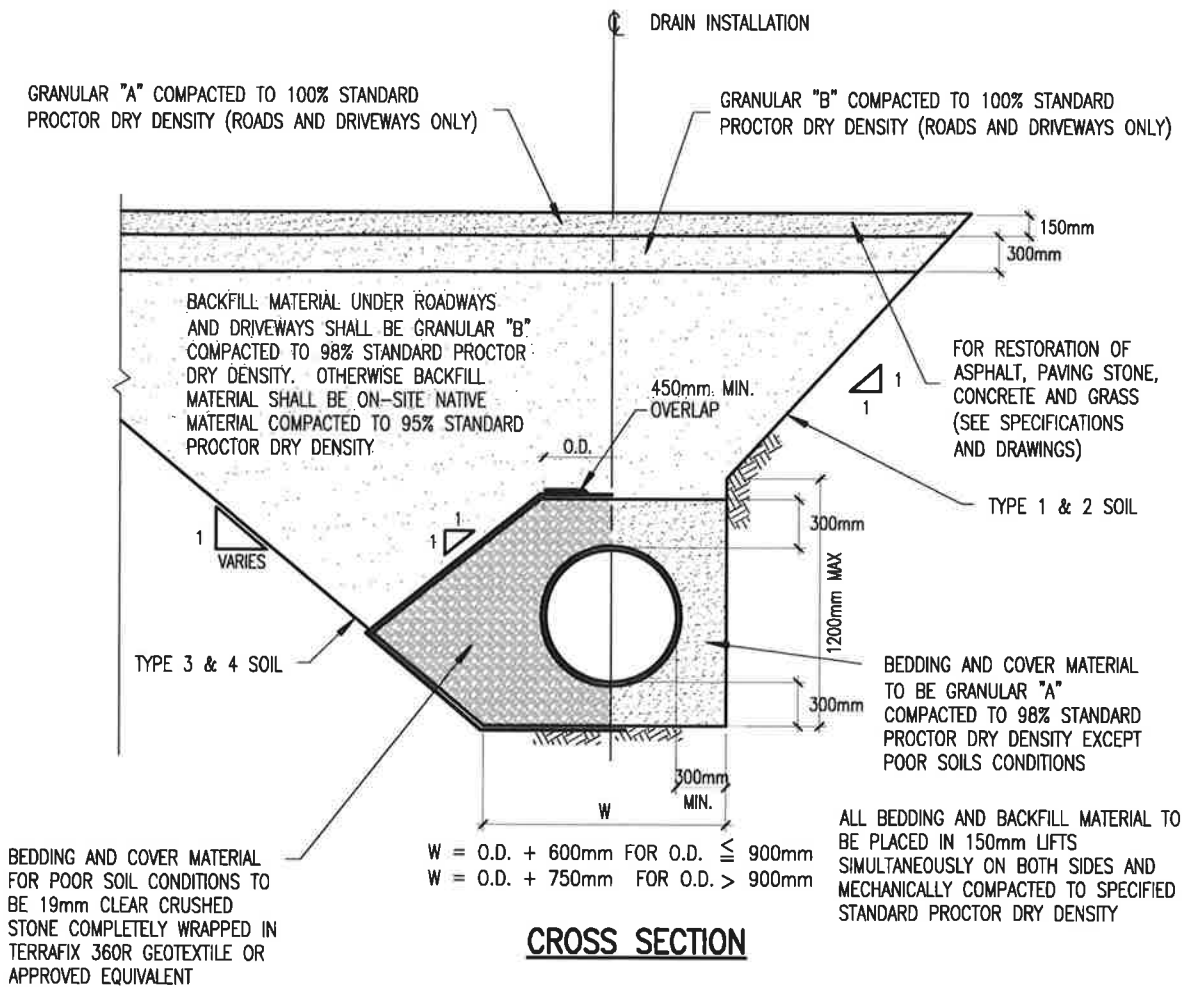 ℄ DRAIN INSTALLATION
GRANULAR "A" COMPACTED TO 100% STANDARD
PROCTOR DRY DENSITY (ROADS AND DRIVEWAYS ONLY)
GRANULAR "B" COMPACTED TO 100% STANDARD
PROCTOR DRY DENSITY (ROADS AND DRIVEWAYS ONLY)
150mm
300mm
BACKFILL MATERIAL UNDER ROADWAYS
AND DRIVEWAYS SHALL BE GRANULAR "B"
COMPACTED TO 98% STANDARD PROCTOR
DRY DENSITY. OTHERWISE BACKFILL
MATERIAL SHALL BE ON-SITE NATIVE
MATERIAL COMPACTED TO 95% STANDARD
PROCTOR DRY DENSITY
450mm MIN.
OVERLAP
O.D.
1
1
FOR RESTORATION OF
ASPHALT, PAVING STONE,
CONCRETE AND GRASS
(SEE SPECIFICATIONS
AND DRAWINGS)
TYPE 1 & 2 SOIL
1
VARIES
1
1
300mm
1200mm MAX
300mm
TYPE 3 & 4 SOIL
BEDDING AND COVER MATERIAL
TO BE GRANULAR "A"
COMPACTED TO 98% STANDARD
PROCTOR DRY DENSITY EXCEPT
POOR SOILS CONDITIONS
300mm
MIN.
W
W = O.D. + 600mm FOR O.D. ≦ 900mm
W = O.D. + 750mm FOR O.D. > 900mm
ALL BEDDING AND BACKFILL MATERIAL TO
BE PLACED IN 150mm LIFTS
SIMULTANEOUSLY ON BOTH SIDES AND
MECHANICALLY COMPACTED TO SPECIFIED
STANDARD PROCTOR DRY DENSITY
BEDDING AND COVER MATERIAL
FOR POOR SOIL CONDITIONS TO
BE 19mm CLEAR CRUSHED
STONE COMPLETELY WRAPPED IN
TERRAFIX 360R GEOTEXTILE OR
APPROVED EQUIVALENT
CROSS SECTION